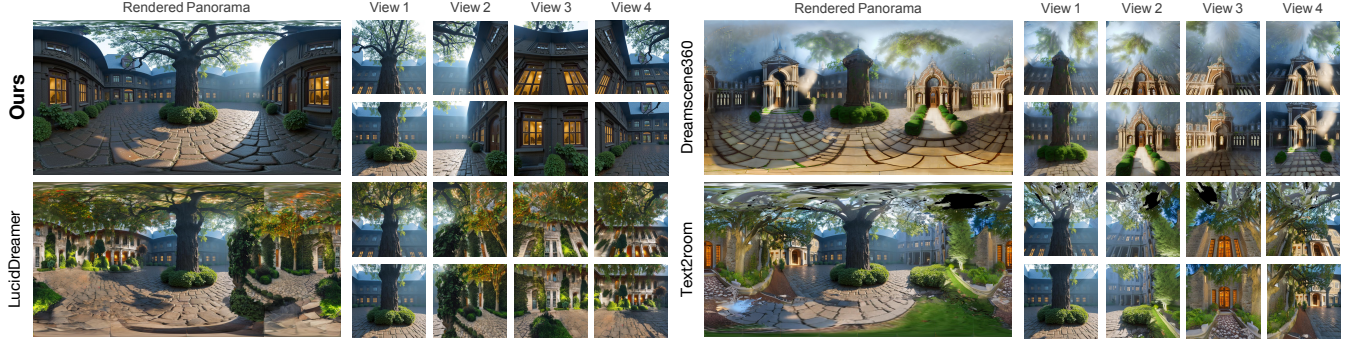 Rendered Panorama View 1 View 2 View 3 View 4
Ours
LucidDreamer
Rendered Panorama View 1 View 2 View 3 View 4
Dreamscene360
Text2room